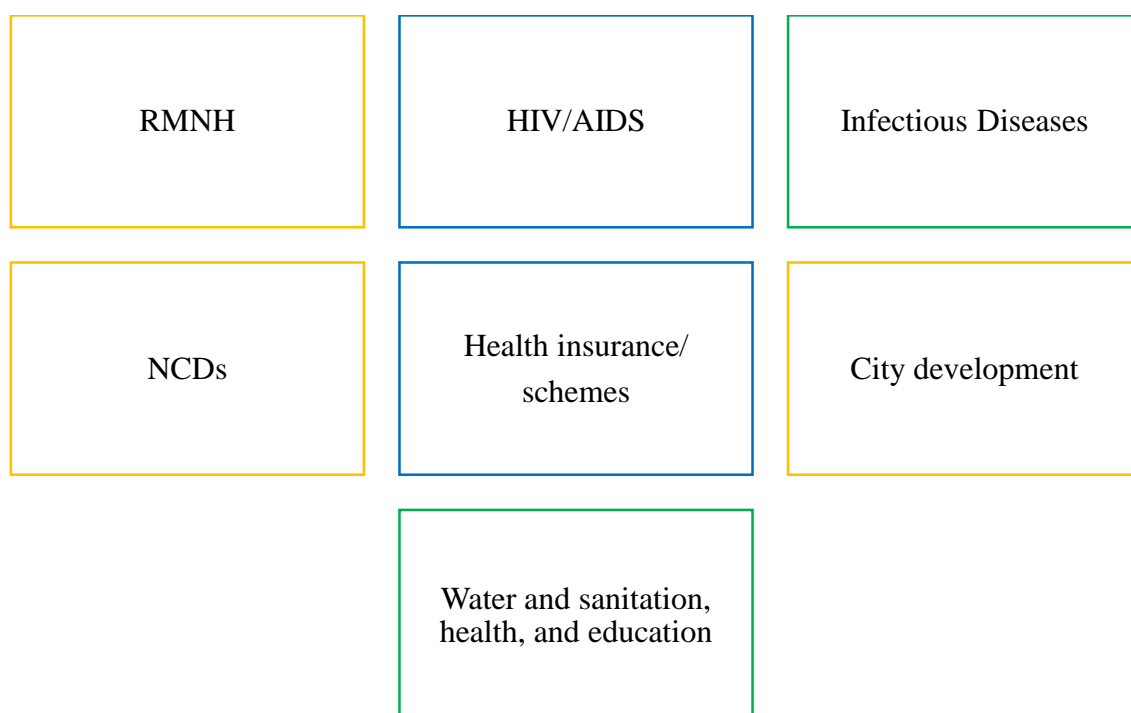 RMNH
HIV/AIDS
Infectious Diseases
NCDs
Health insurance/
schemes
City development
Water and sanitation,
health, and education